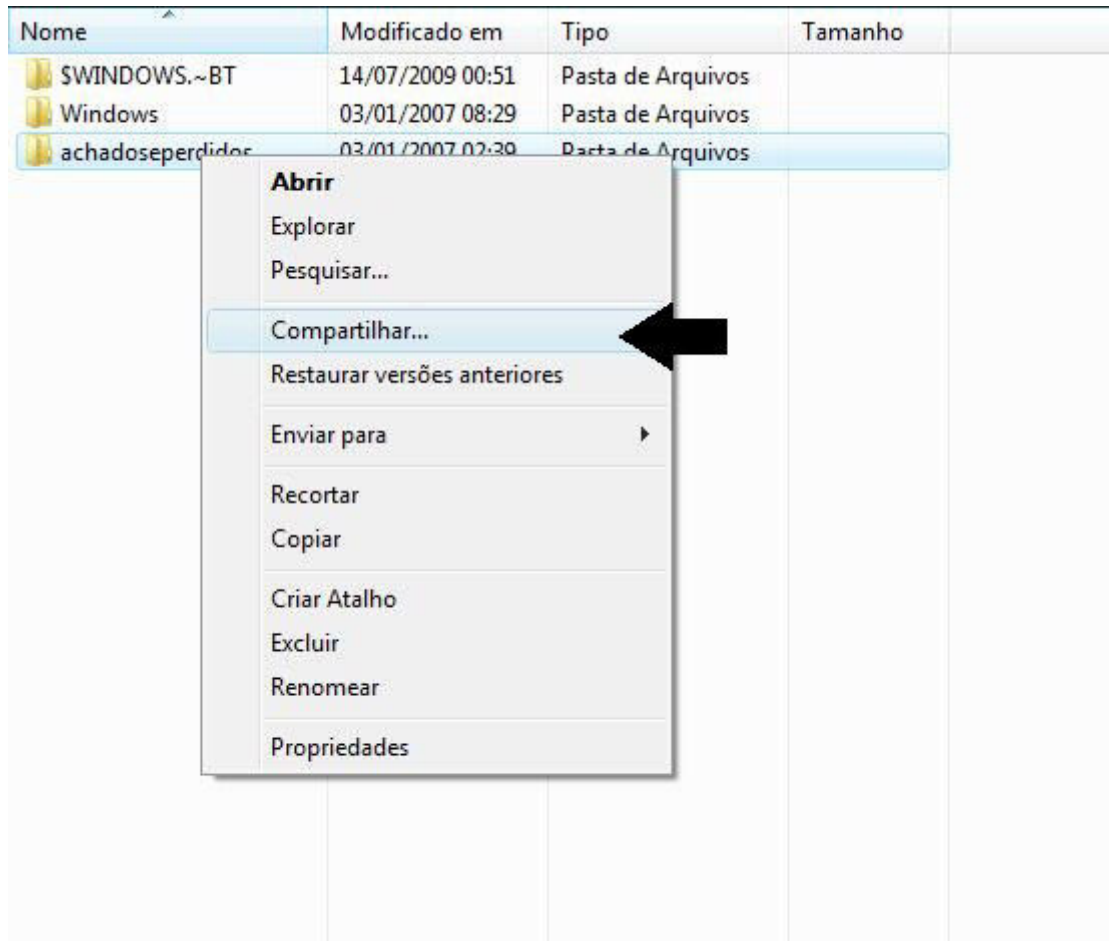 Nome Modificado em Tipo Tamanho
$WINDOWS.~BT 14/07/2009 00:51 Pasta de Arquivos
Windows 03/01/2007 08:29 Pasta de Arquivos
achadoseperdidos 03/01/2007 02:39 Pasta de Arquivos
Abrir
Explorar
Pesquisar...
Compartilhar...
Restaurar versões anteriores
Enviar para
Recortar
Copiar
Criar Atalho
Excluir
Renomear
Propriedades